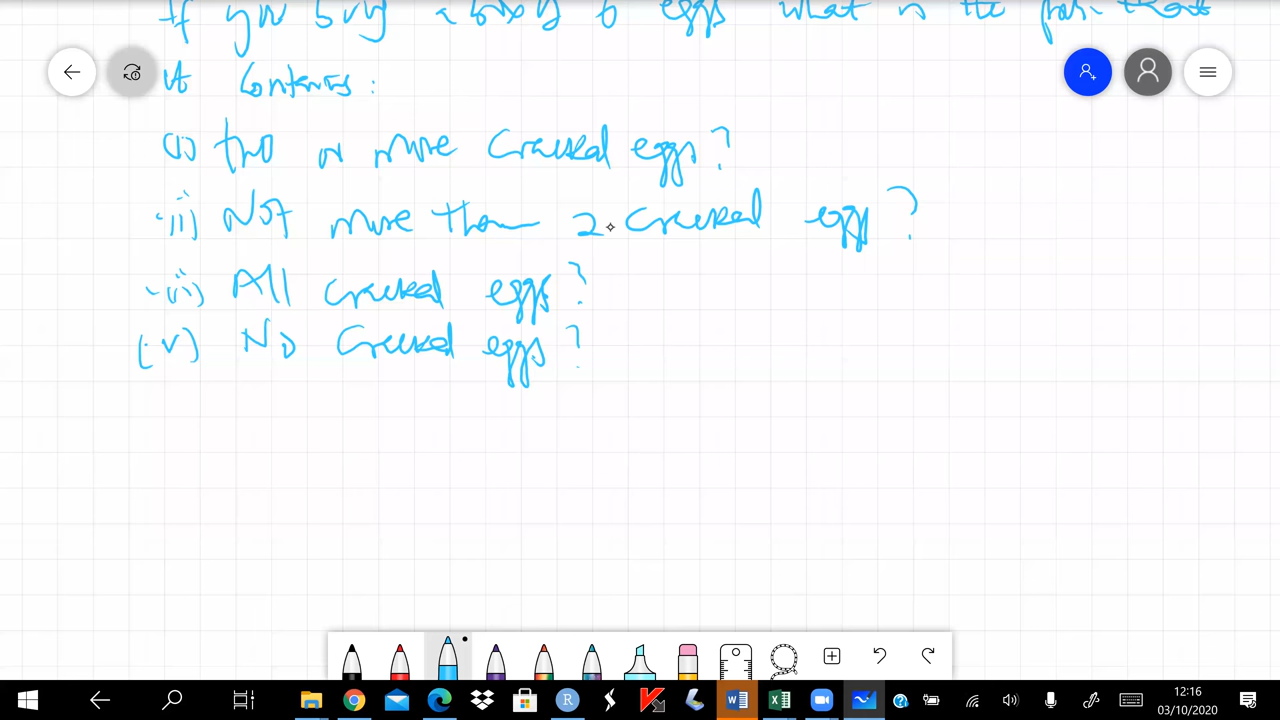 If you buy a box of 6 eggs what is the prob. that
it contains:
(i) two or more cracked eggs?
(ii) Not more than 2 cracked egg?
(iii) All cracked eggs?
(iv) No cracked eggs?
12:16
03/10/2020